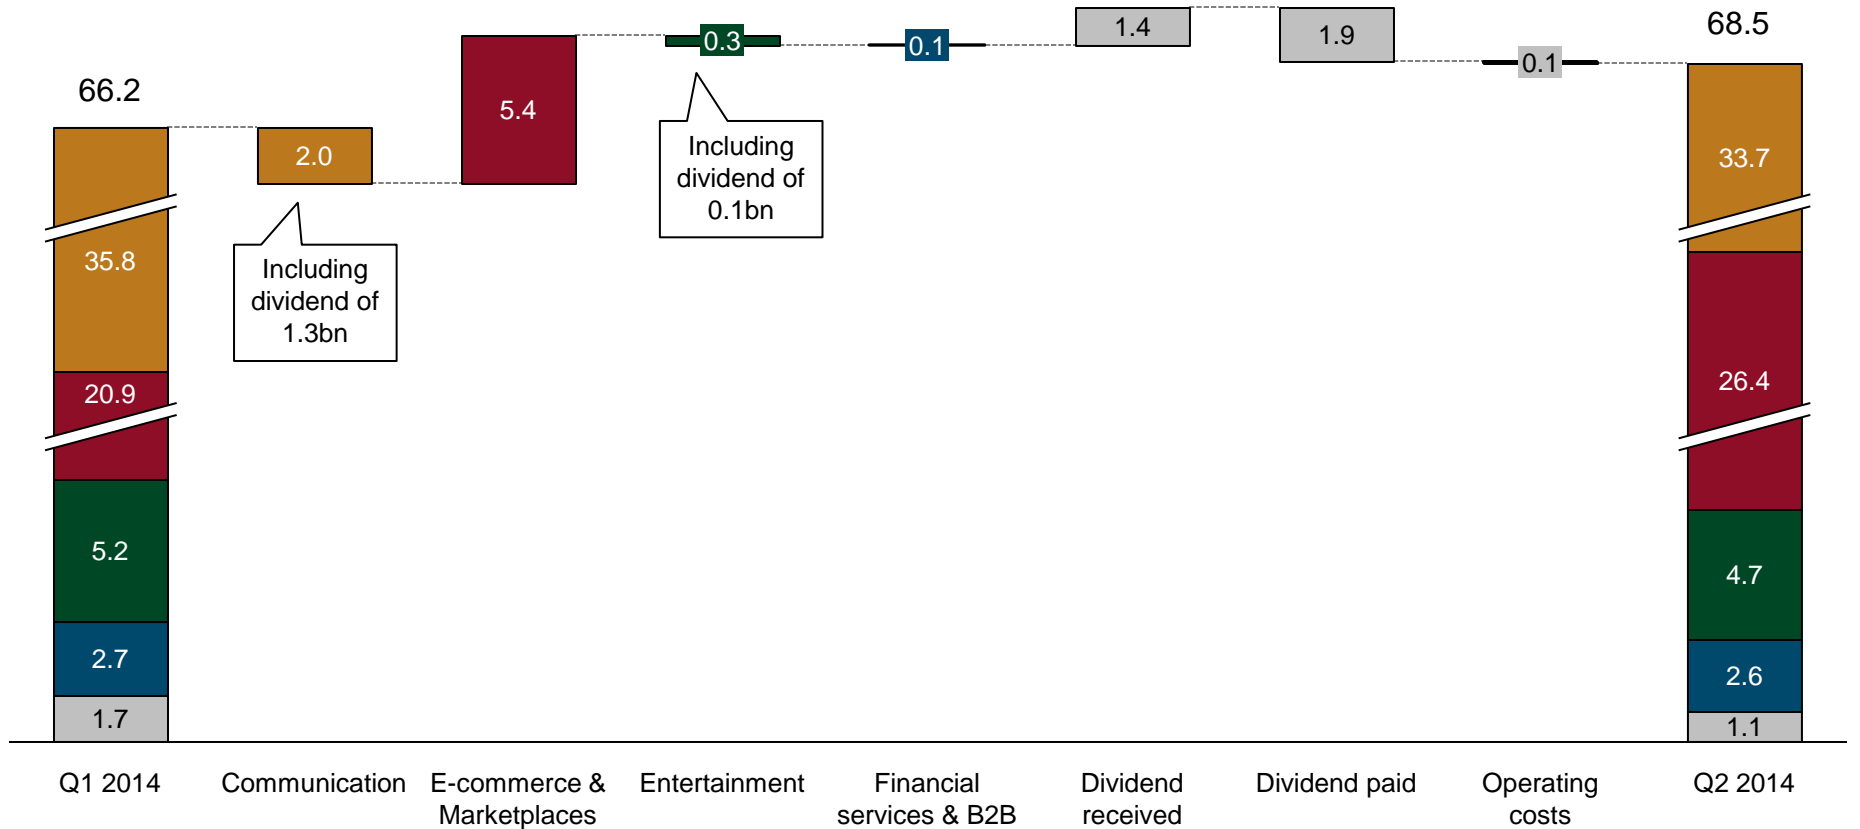 66.2
35.8
20.9
5.2
2.7
1.7
2.0
Including
dividend of
1.3bn
5.4
0.3
Including
dividend of
0.1bn
0.1
1.4
1.9
0.1
68.5
33.7
26.4
4.7
2.6
1.1
Q1 2014
Communication
E-commerce &
Marketplaces
Entertainment
Financial
services & B2B
Dividend
received
Dividend paid
Operating
costs
Q2 2014